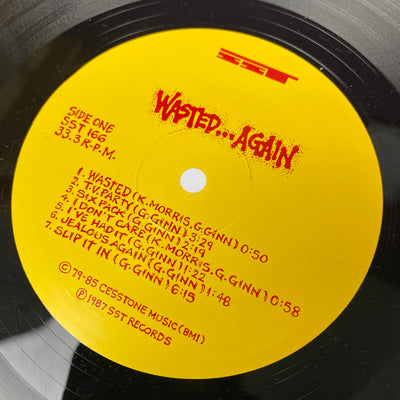 SST
WASTED... AGAIN
SIDE ONE
SST 166
33.3 R.P.M.
1. WASTED (K. MORRIS, G. GINN) 0:50
2. T.V. PARTY (G. GINN) 3:29
3. SIX PACK (G. GINN) 2:19
4. I DON'T CARE (K. MORRIS, G. GINN) 0:58
5. I'VE HAD IT (G. GINN) 1:22
6. JEALOUS AGAIN (G. GINN) 1:48
7. SLIP IT IN (G. GINN) 6:15
© 79-85 CESSTONE MUSIC (BMI)
℗ 1987 SST RECORDS